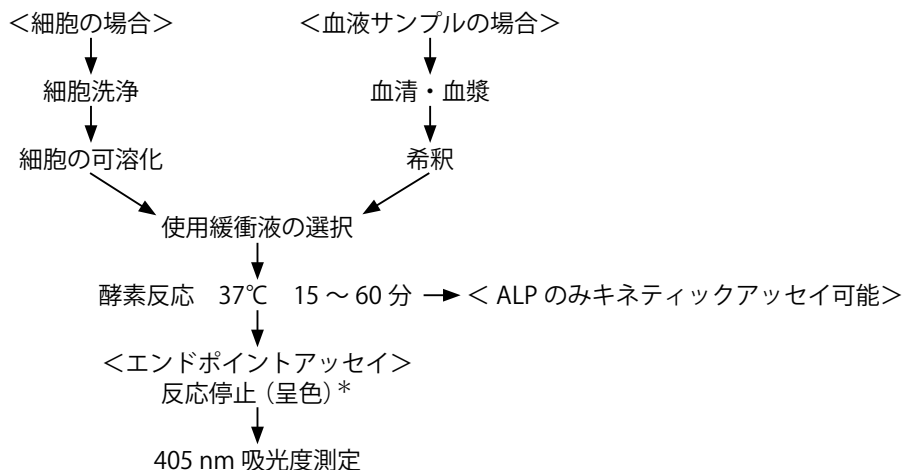 ＜細胞の場合＞
＜血液サンプルの場合＞
細胞洗浄
血清・血漿
細胞の可溶化
希釈
使用緩衝液の選択
酵素反応　37℃　15～60分
＜ALPのみキネティックアッセイ可能＞
＜エンドポイントアッセイ＞
反応停止（呈色）＊
405 nm 吸光度測定